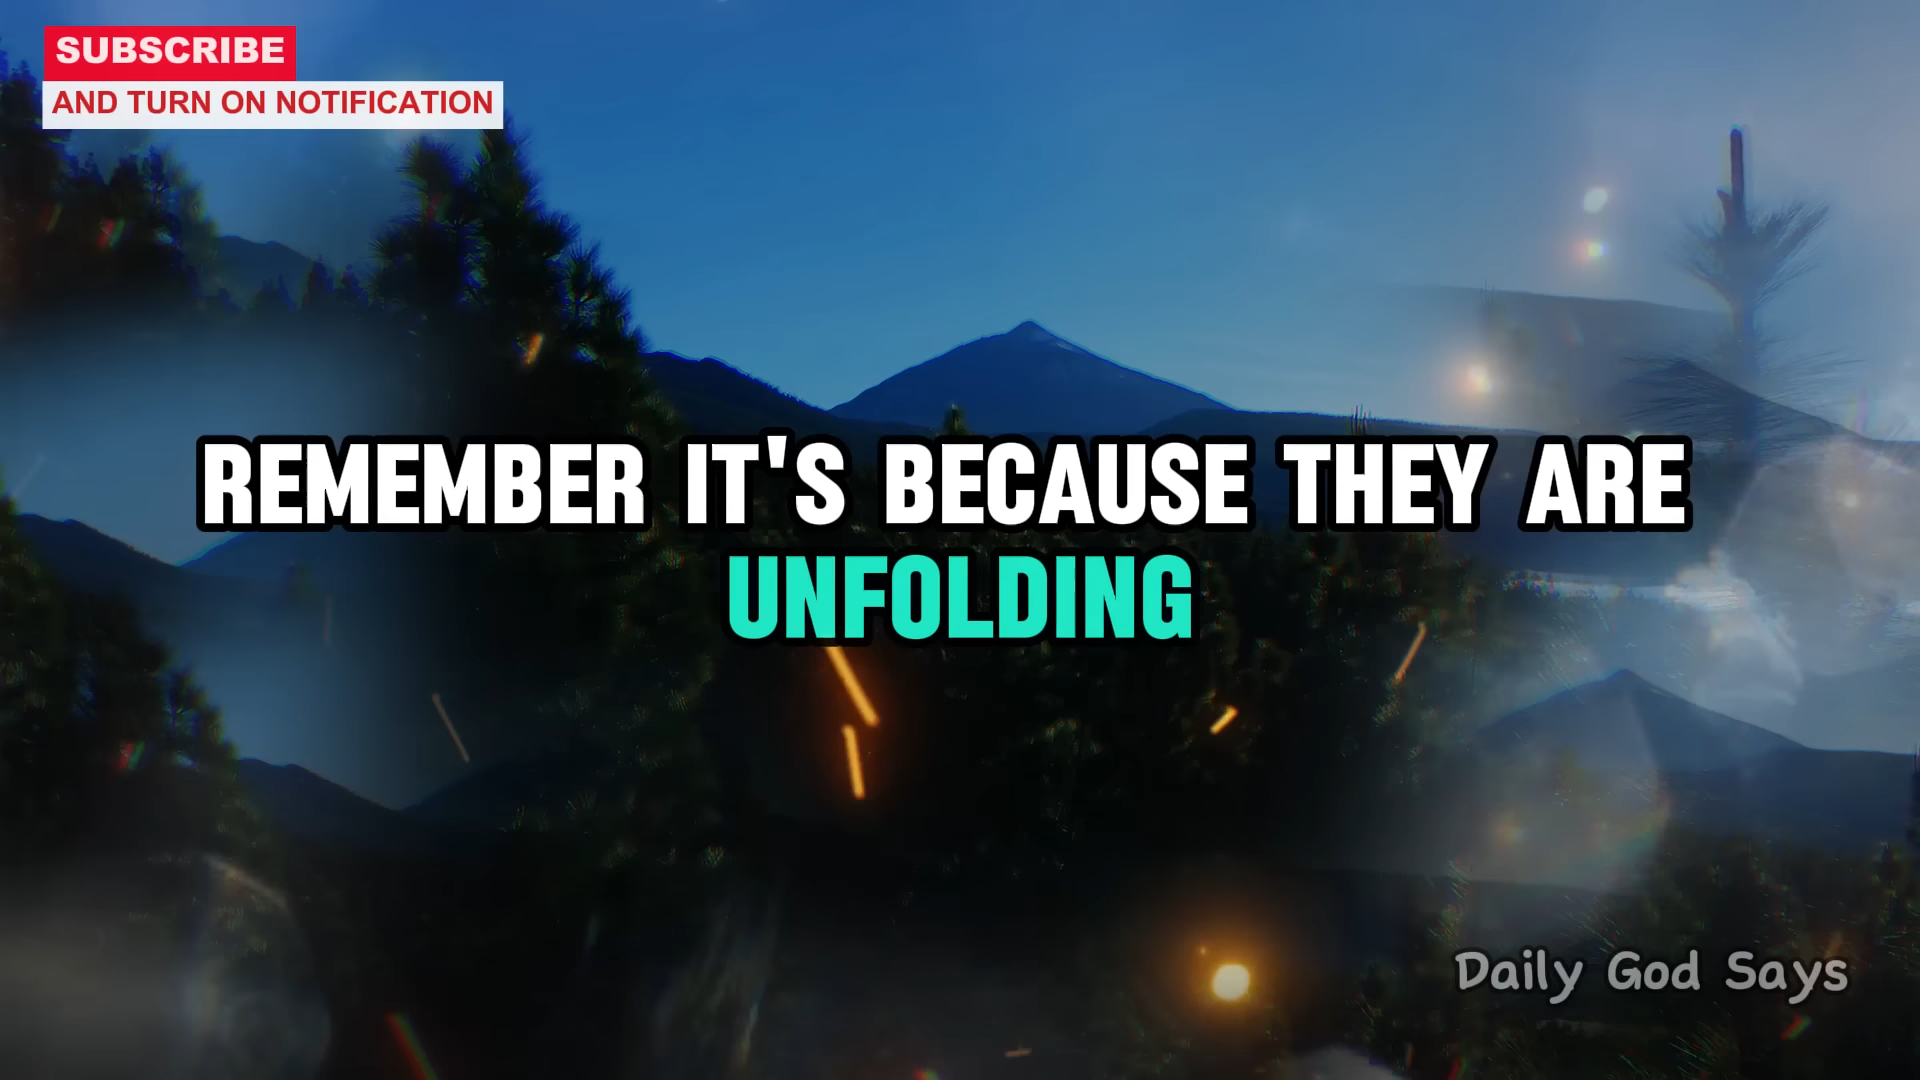 SUBSCRIBE
AND TURN ON NOTIFICATION
REMEMBER IT'S BECAUSE THEY ARE
UNFOLDING
Daily God Says